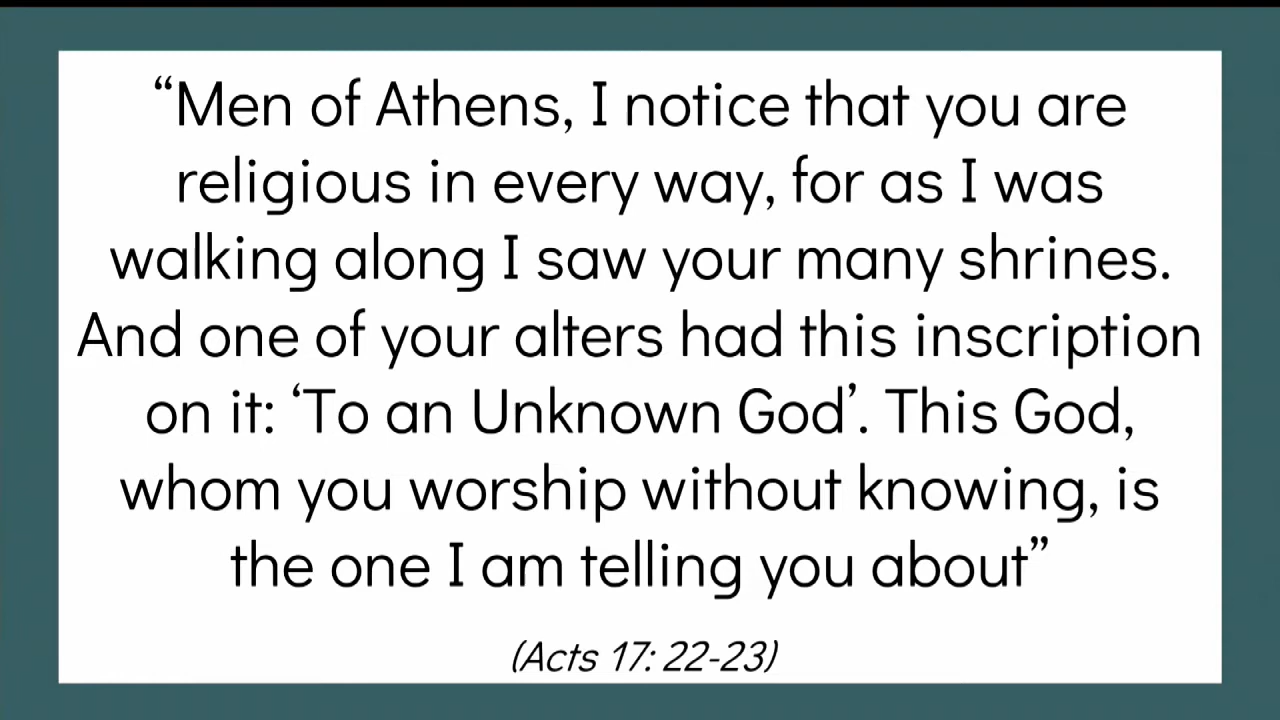 “Men of Athens, I notice that you are
religious in every way, for as I was
walking along I saw your many shrines.
And one of your alters had this inscription
on it: ‘To an Unknown God’. This God,
whom you worship without knowing, is
the one I am telling you about”
(Acts 17: 22-23)